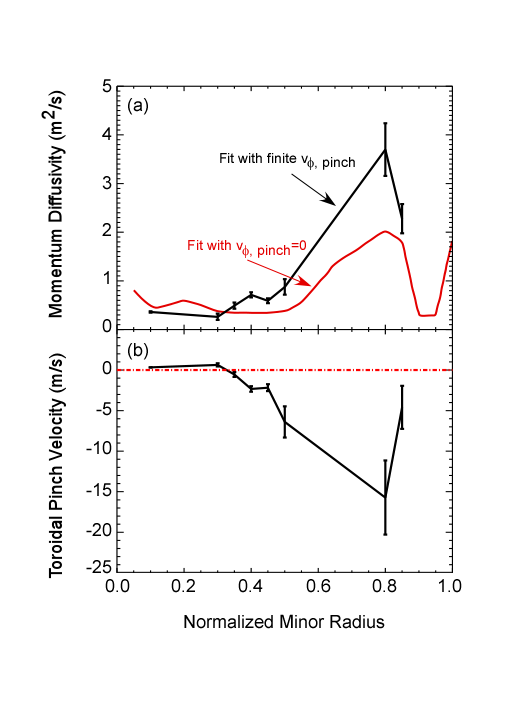 5
(a)
4
Fit with finite vϕ, pinch
3
2
Fit with vϕ, pinch=0
1
0
Momentum Diffusivity (m2/s)
(b)
0
-5
-10
-15
-20
-25
Toroidal Pinch Velocity (m/s)
0.0 0.2 0.4 0.6 0.8 1.0
Normalized Minor Radius